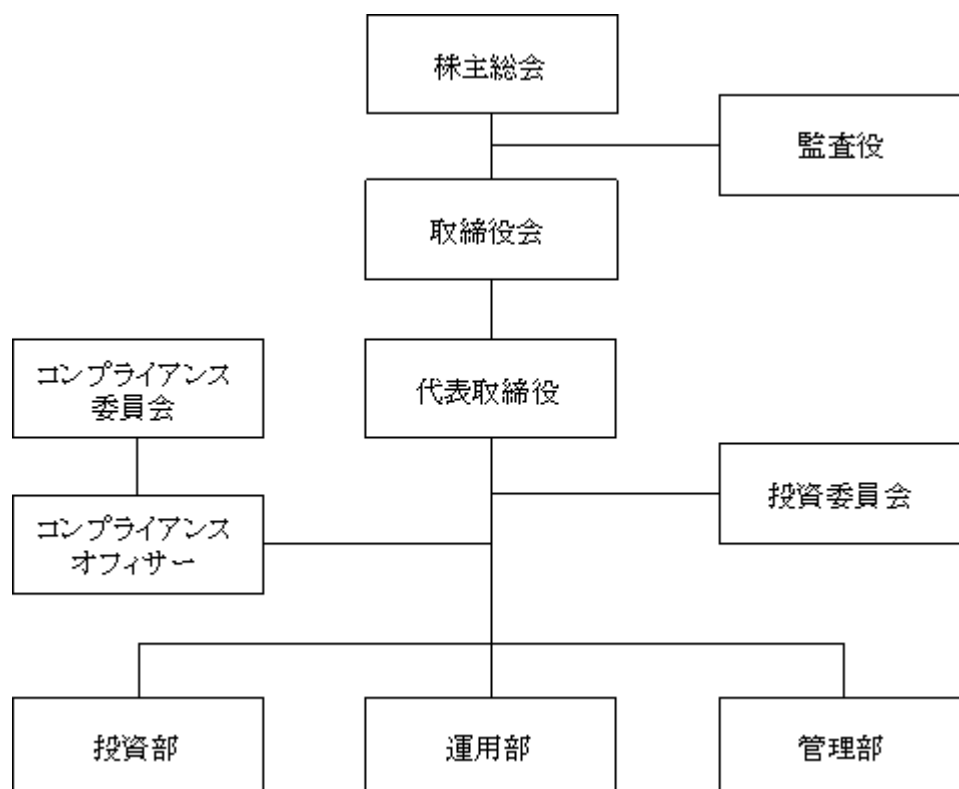 株主総会
監査役
取締役会
コンプライアンス
委員会
代表取締役
投資委員会
コンプライアンス
オフィサー
投資部
運用部
管理部